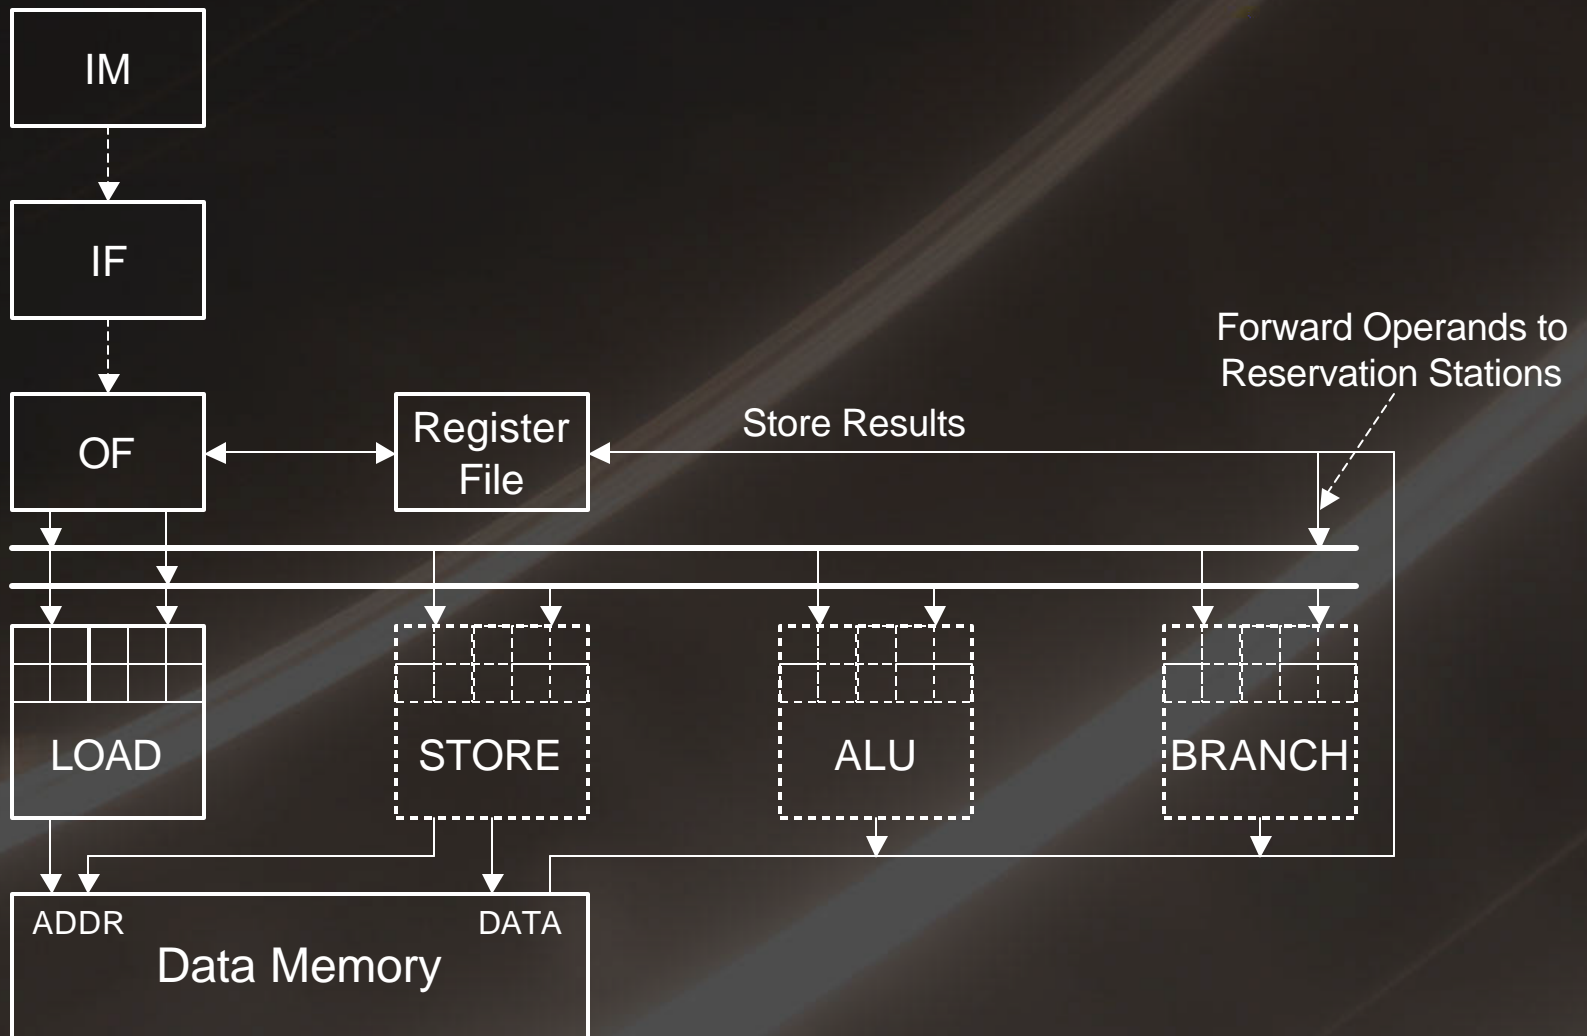 IM
IF
Forward Operands to
Reservation Stations
OF
Register
File
Store Results
LOAD
STORE
ALU
BRANCH
ADDR
DATA
Data Memory